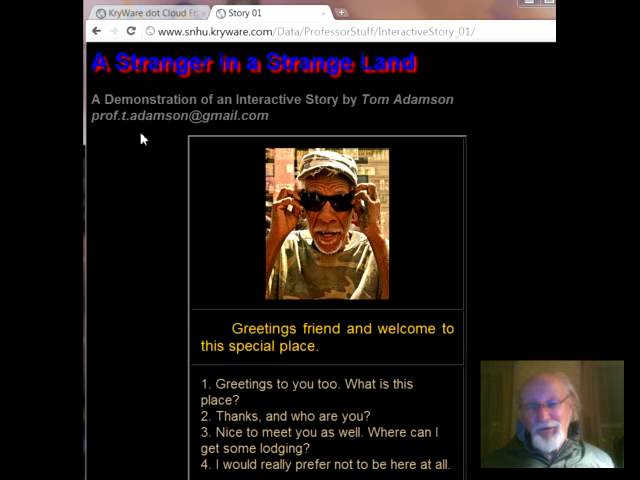 KryWare dot Cloud
Story 01
www.snhu.kryware.com/Data/ProfessorStuff/InteractiveStory_01/
A Stranger in a Strange Land
A Demonstration of an Interactive Story by Tom Adamson
prof.t.adamson@gmail.com
Greetings friend and welcome to
this special place.
1. Greetings to you too. What is this
place?
2. Thanks, and who are you?
3. Nice to meet you as well. Where can I
get some lodging?
4. I would really prefer not to be here at all.